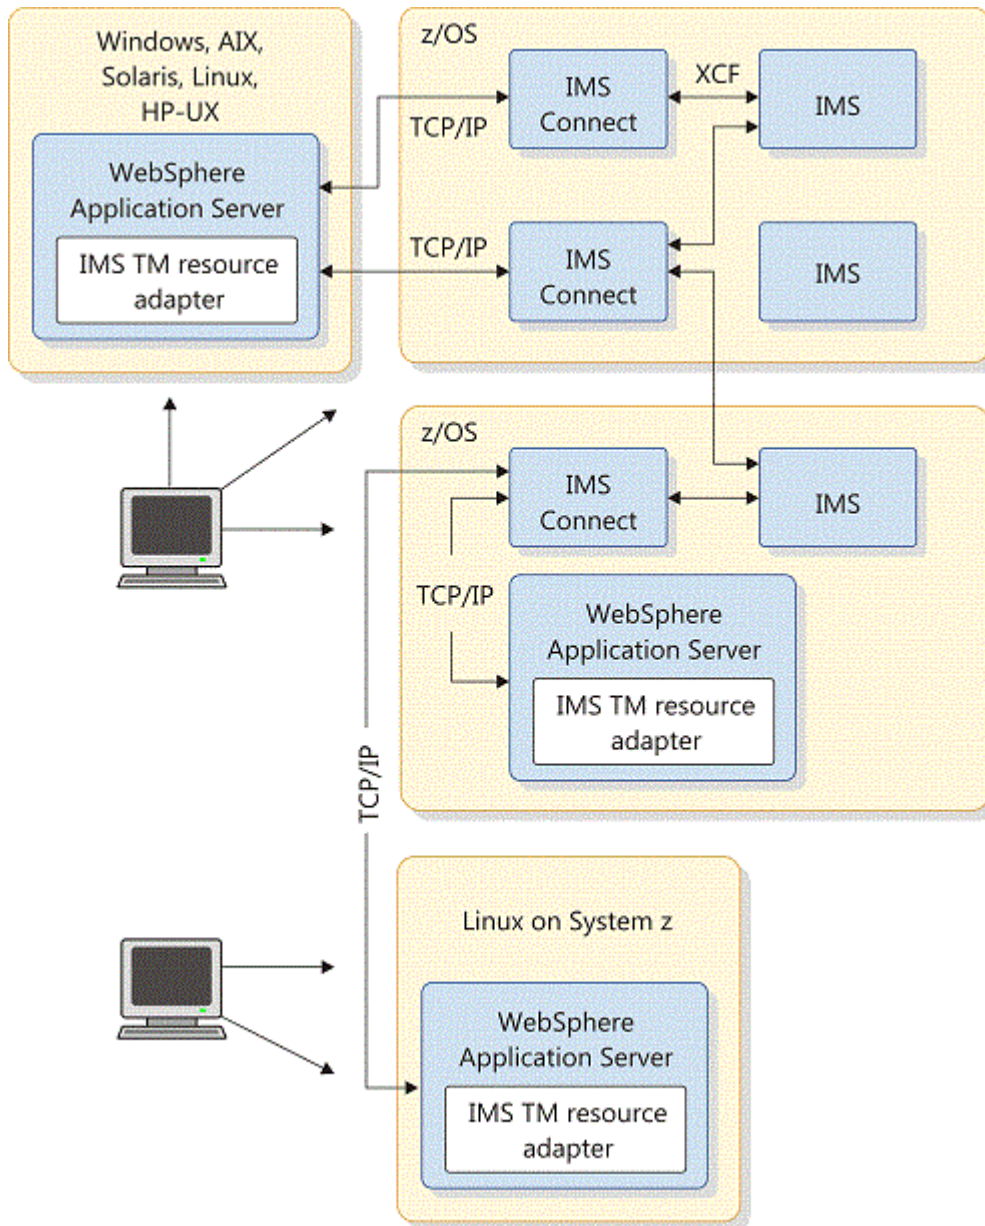 Windows, AIX,
Solaris, Linux,
HP-UX
WebSphere
Application Server
IMS TM resource
adapter
z/OS
TCP/IP
IMS
Connect
XCF
IMS
TCP/IP
IMS
Connect
IMS
z/OS
IMS
Connect
IMS
TCP/IP
WebSphere
Application Server
IMS TM resource
adapter
TCP/IP
Linux on System z
WebSphere
Application Server
IMS TM resource
adapter